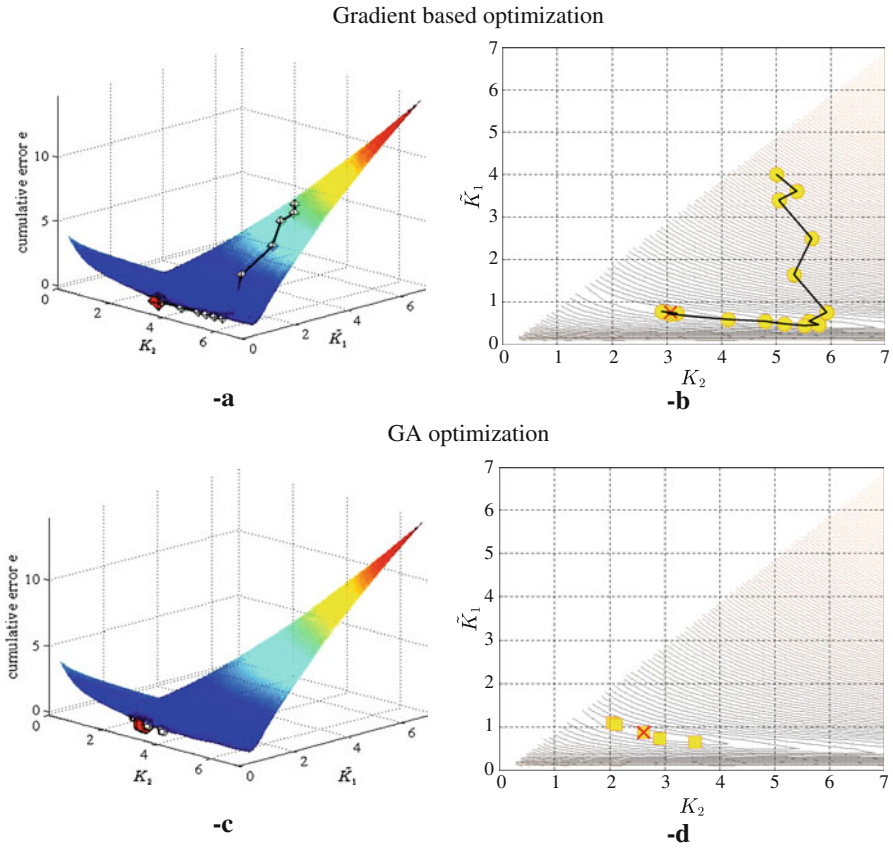 Gradient based optimization
cumulative error e
10
5
0
0
2
4
6
K₂
0
2
4
6
K̃₁
-a
7
6
5
4
3
2
1
0
K̃₁
0 1 2 3 4 5 6 7
K₂
-b
GA optimization
cumulative error e
10
5
0
0
2
4
6
K₂
0
2
4
6
K̃₁
-c
7
6
5
4
3
2
1
0
K̃₁
0 1 2 3 4 5 6 7
K₂
-d